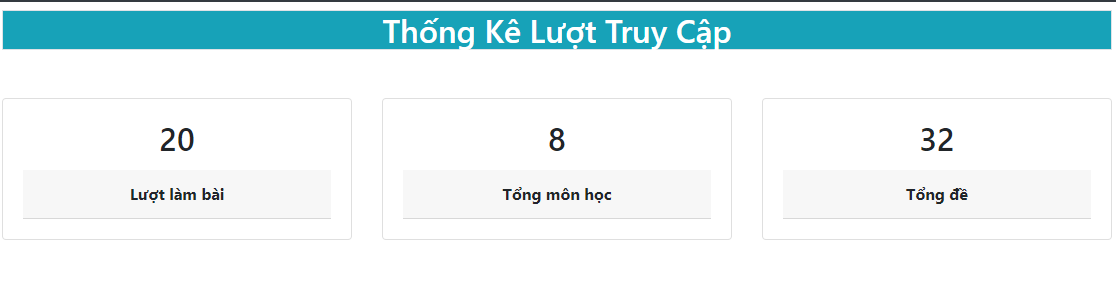 Thống Kê Lượt Truy Cập
20
Lượt làm bài
8
Tổng môn học
32
Tổng đề